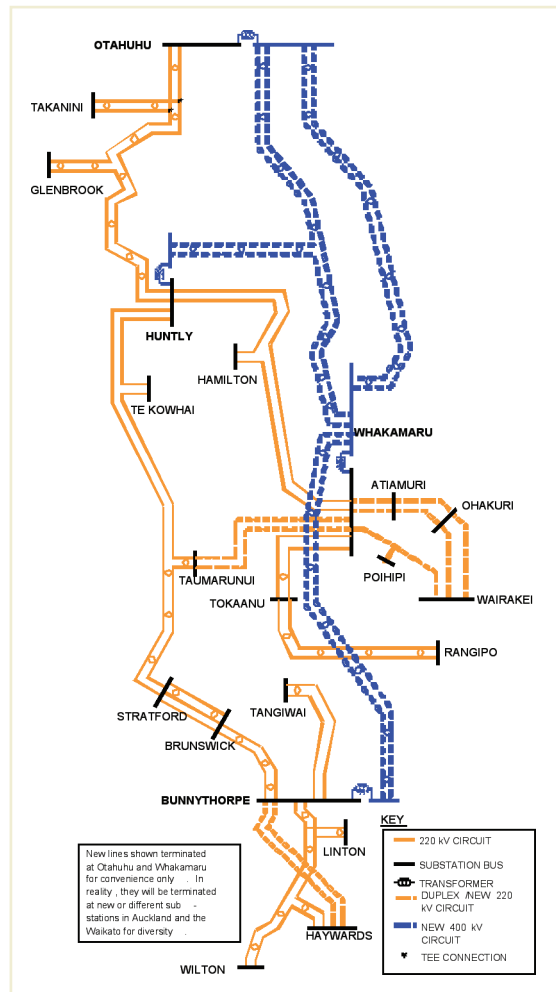 OTAHUHU
TAKANINI
GLENBROOK
HUNTLY
HAMILTON
TE KOWHAI
WHAKAMARU
ATIAMURI
OHAKURI
TAUMARUNUI
POIHIPI
TOKAANU
WAIRAKEI
RANGIPO
TANGIWAI
STRATFORD
BRUNSWICK
BUNNYTHORPE
LINTON
HAYWARDS
WILTON
New lines shown terminated
at Otahuhu and Whakamaru
for convenience only . In
reality , they will be terminated
at new or different sub -
stations in Auckland and the
Waikato for diversity .
KEY
220 kV CIRCUIT
SUBSTATION BUS
TRANSFORMER
DUPLEX /NEW 220
kV CIRCUIT
NEW 400 kV
CIRCUIT
TEE CONNECTION